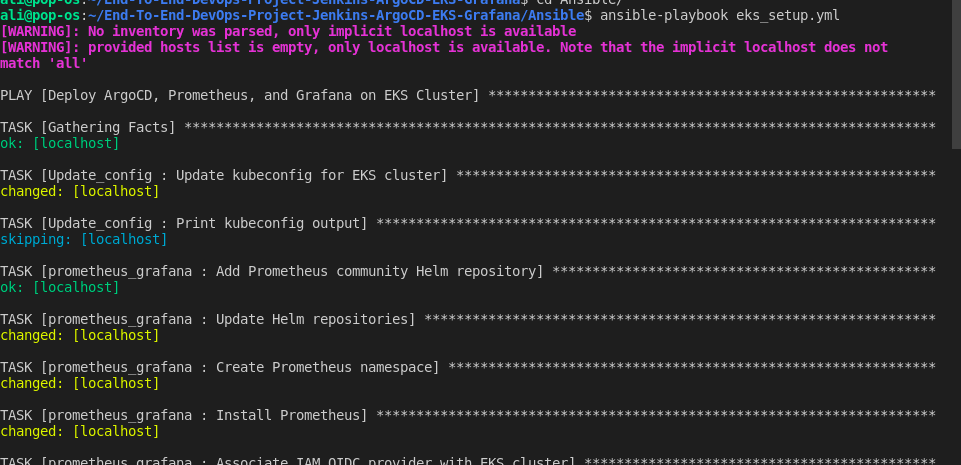 ali@pop-os:~/End-To-End-DevOps-Project-Jenkins-ArgoCD-EKS-Grafana$ cd Ansible/
ali@pop-os:~/End-To-End-DevOps-Project-Jenkins-ArgoCD-EKS-Grafana/Ansible$ ansible-playbook eks_setup.yml
[WARNING]: No inventory was parsed, only implicit localhost is available
[WARNING]: provided hosts list is empty, only localhost is available. Note that the implicit localhost does not
match 'all'
PLAY [Deploy ArgoCD, Prometheus, and Grafana on EKS Cluster] ********************************************************
TASK [Gathering Facts] **********************************************************************************************
ok: [localhost]
TASK [Update_config : Update kubeconfig for EKS cluster] ************************************************************
changed: [localhost]
TASK [Update_config : Print kubeconfig output] **********************************************************************
skipping: [localhost]
TASK [prometheus_grafana : Add Prometheus community Helm repository] ************************************************
ok: [localhost]
TASK [prometheus_grafana : Update Helm repositories] ****************************************************************
changed: [localhost]
TASK [prometheus_grafana : Create Prometheus namespace] *************************************************************
changed: [localhost]
TASK [prometheus_grafana : Install Prometheus] **********************************************************************
changed: [localhost]
TASK [prometheus_grafana : Associate IAM OIDC provider with EKS cluster] ********************************************